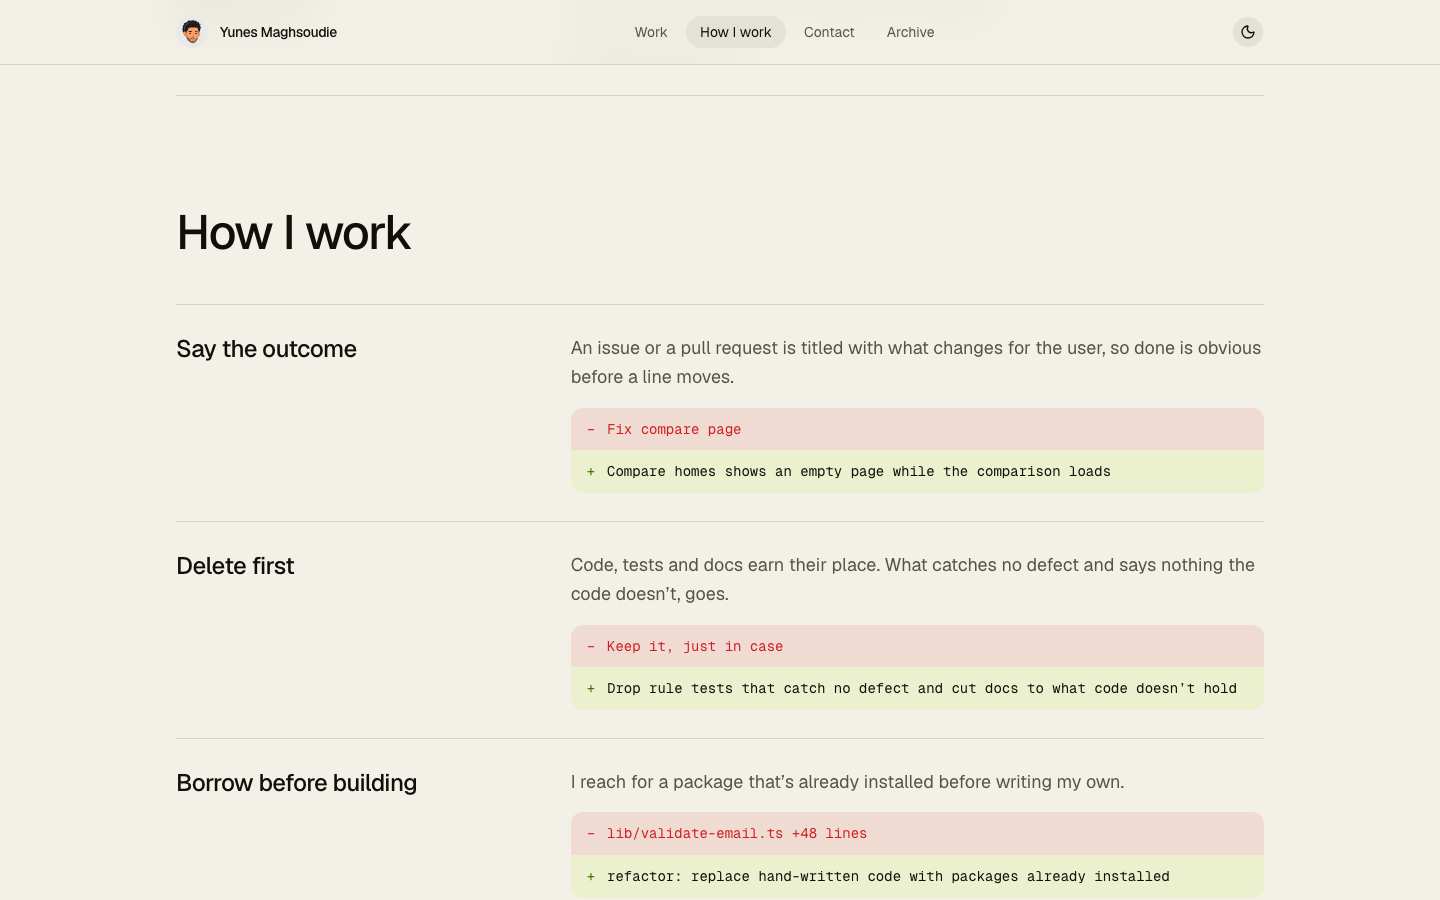 Yunes Maghsoudie
Work
How I work
Contact
Archive
How I work
Say the outcome
An issue or a pull request is titled with what changes for the user, so done is obvious
before a line moves.
– Fix compare page
+ Compare homes shows an empty page while the comparison loads
Delete first
Code, tests and docs earn their place. What catches no defect and says nothing the
code doesn’t, goes.
– Keep it, just in case
+ Drop rule tests that catch no defect and cut docs to what code doesn’t hold
Borrow before building
I reach for a package that’s already installed before writing my own.
– lib/validate-email.ts +48 lines
+ refactor: replace hand-written code with packages already installed